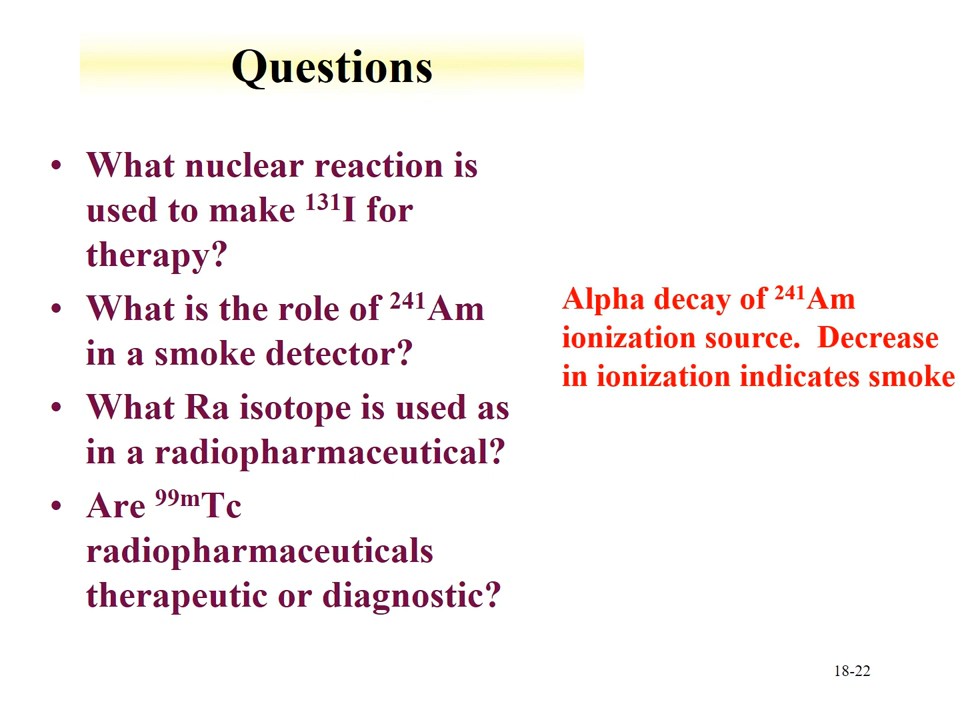 Questions
• What nuclear reaction is
used to make ¹³¹I for
therapy?
• What is the role of ²⁴¹Am
in a smoke detector?
• What Ra isotope is used as
in a radiopharmaceutical?
• Are ⁹⁹ᵐTc
radiopharmaceuticals
therapeutic or diagnostic?
Alpha decay of ²⁴¹Am
ionization source. Decrease
in ionization indicates smoke
18-22